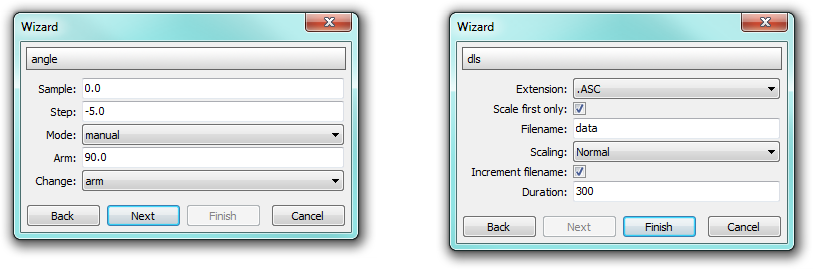 Wizard
angle
Sample: 0.0
Step: -5.0
Mode: manual
Arm: 90.0
Change: arm
Back Next Finish Cancel
Wizard
dls
Extension: .ASC
Scale first only:
Filename: data
Scaling: Normal
Increment filename:
Duration: 300
Back Next Finish Cancel